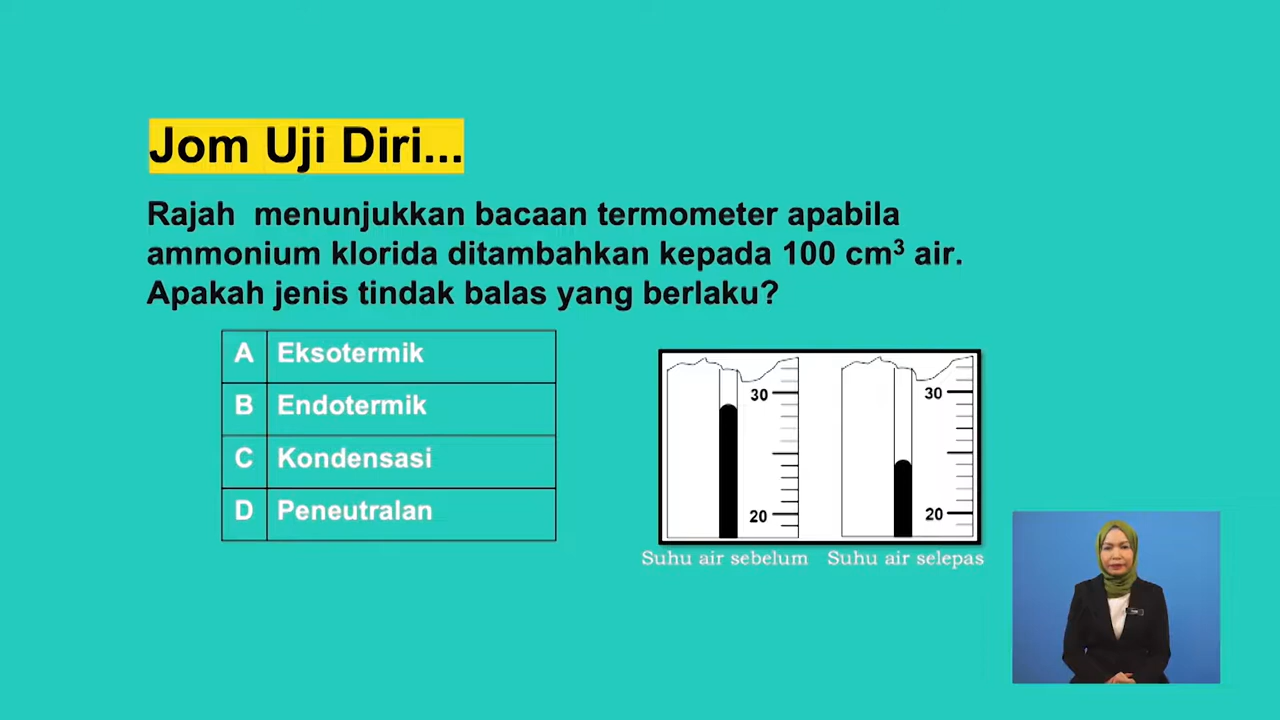 Jom Uji Diri...
Rajah menunjukkan bacaan termometer apabila
ammonium klorida ditambahkan kepada 100 cm³ air.
Apakah jenis tindak balas yang berlaku?
A Eksotermik
B Endotermik
C Kondensasi
D Peneutralan
30
20
30
20
Suhu air sebelum
Suhu air selepas